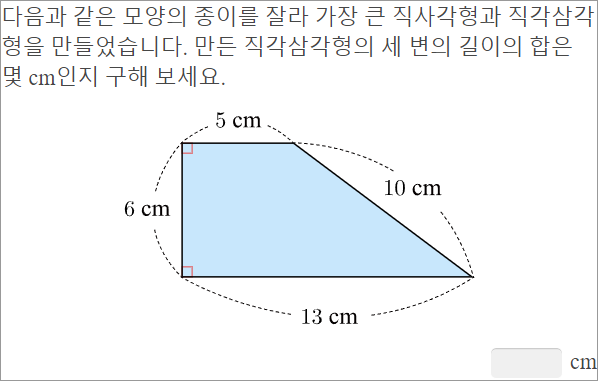 다음과 같은 모양의 종이를 잘라 가장 큰 직사각형과 직각삼각
형을 만들었습니다. 만든 직각삼각형의 세 변의 길이의 합은
몇 cm인지 구해 보세요.
5 cm
10 cm
6 cm
13 cm
cm